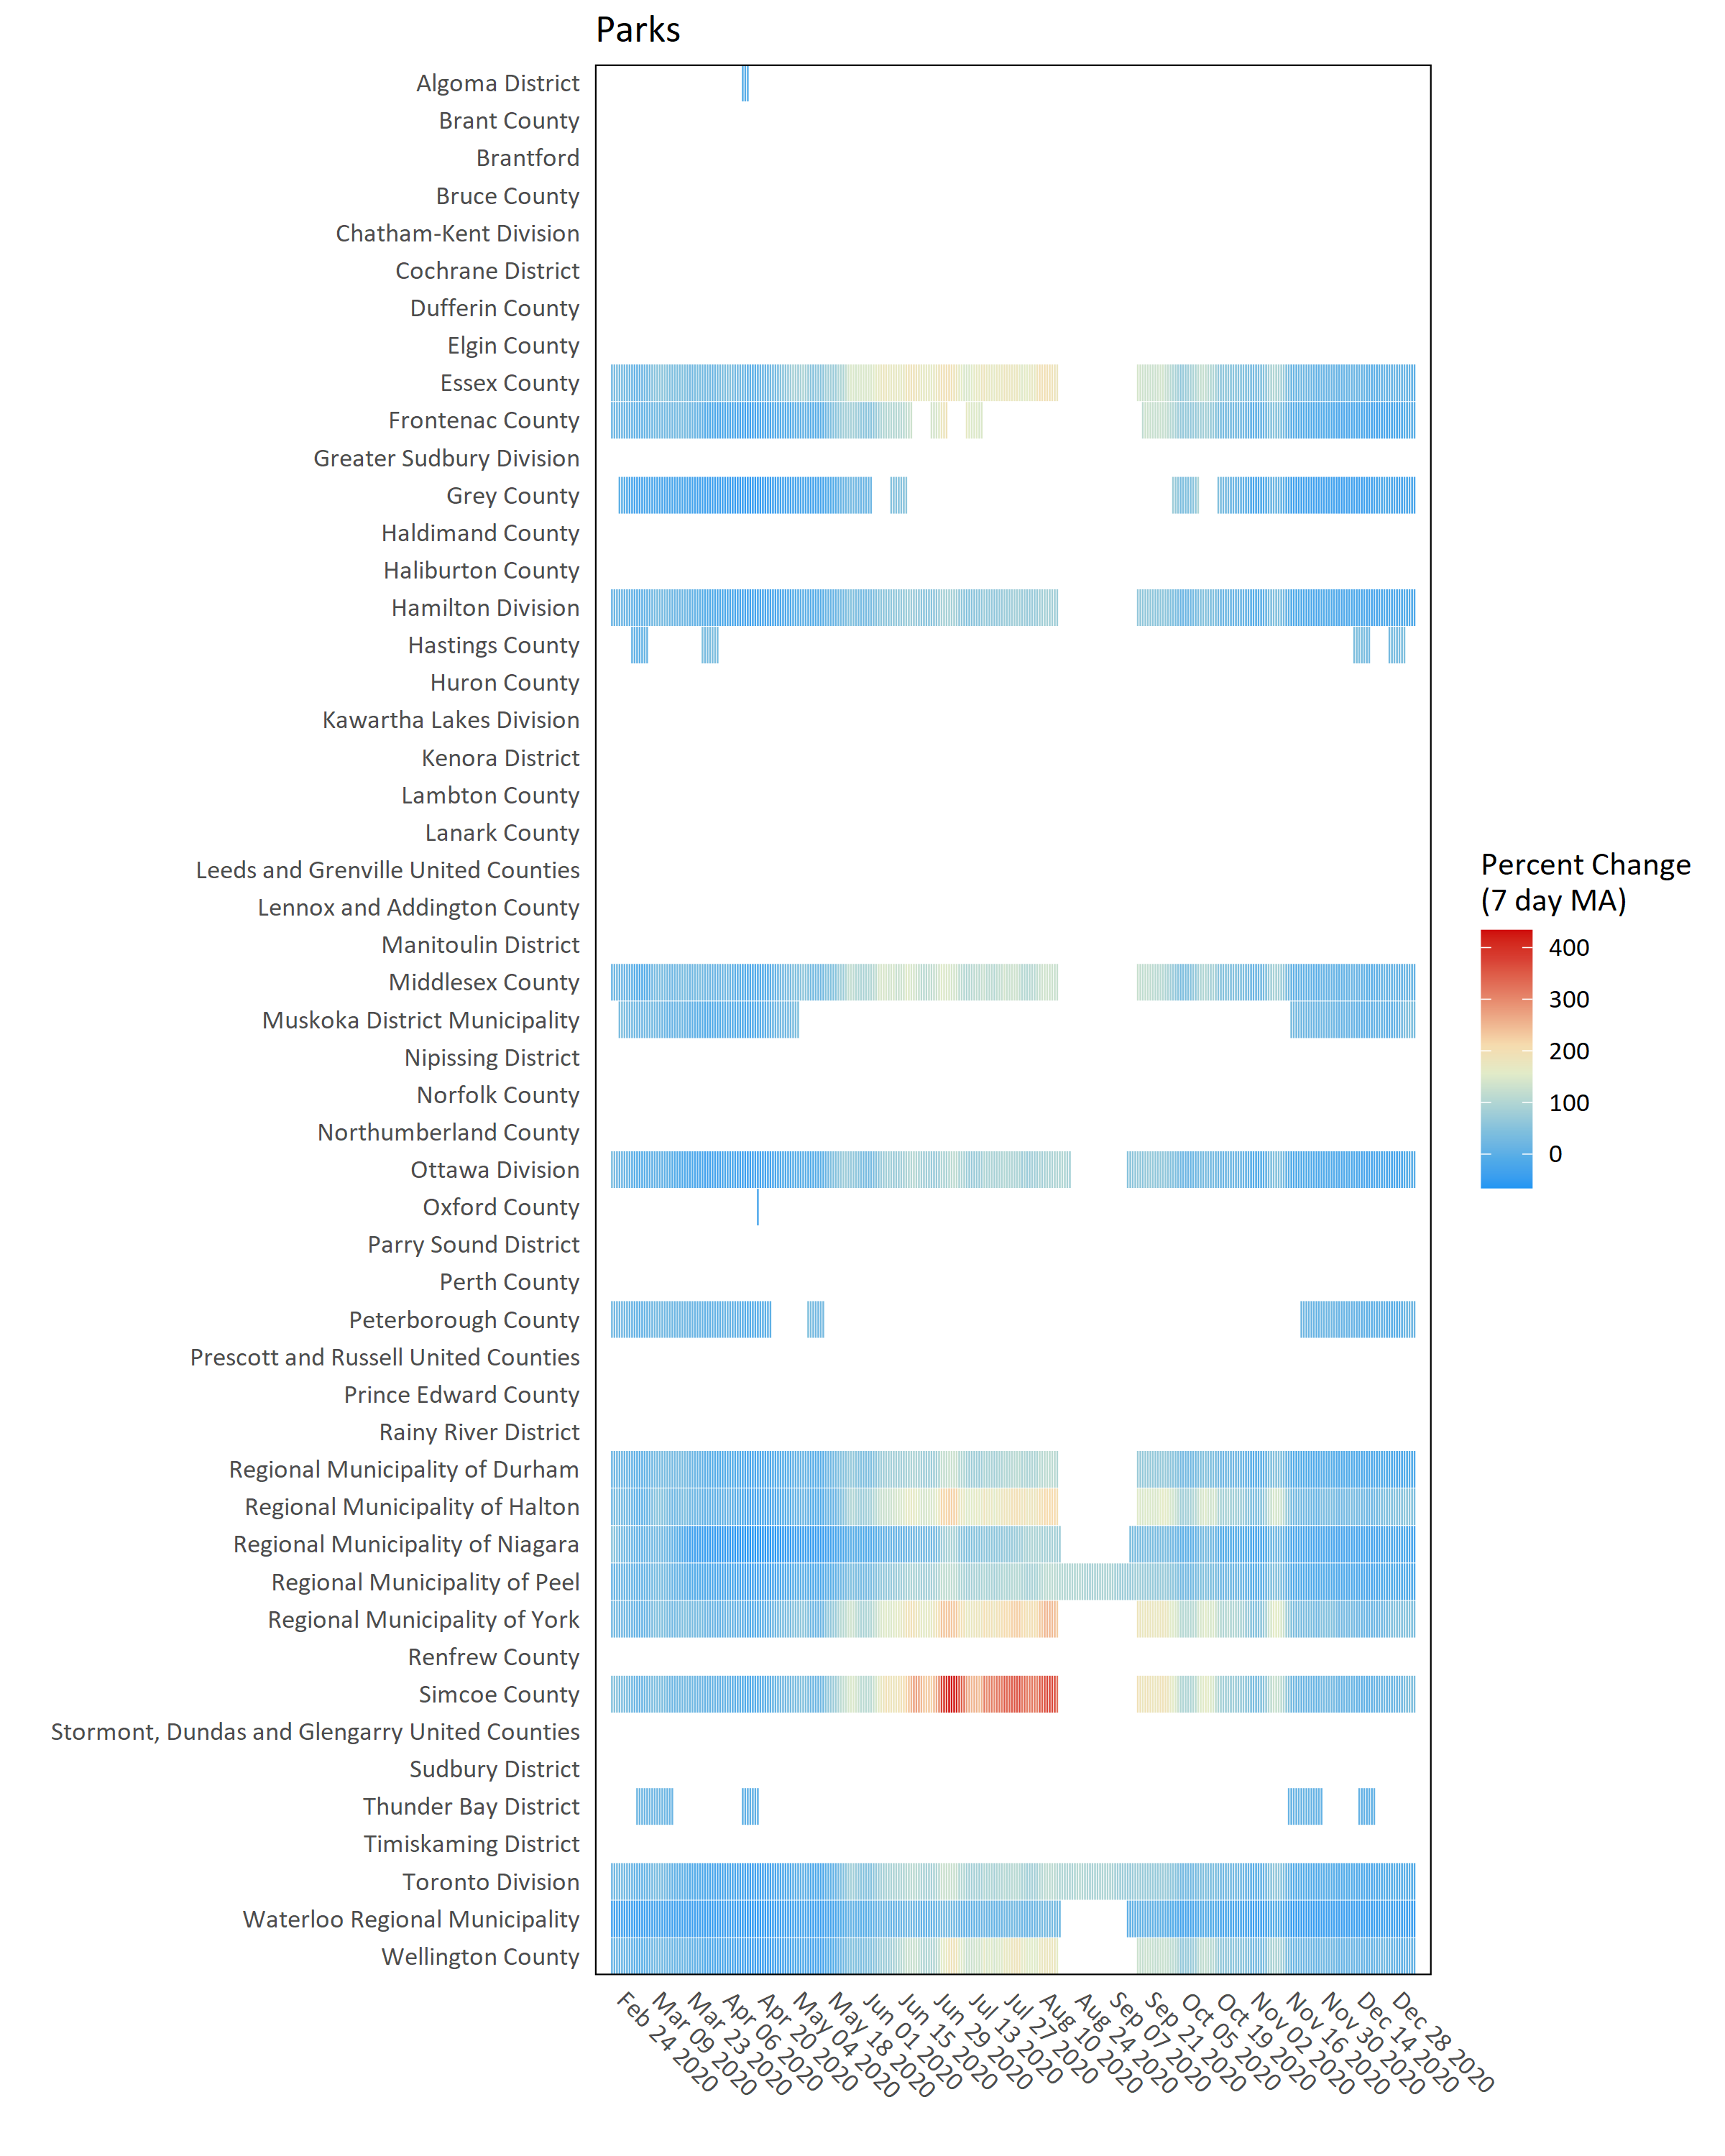 Parks
Algoma District
Brant County
Brantford
Bruce County
Chatham-Kent Division
Cochrane District
Dufferin County
Elgin County
Essex County
Frontenac County
Greater Sudbury Division
Grey County
Haldimand County
Haliburton County
Hamilton Division
Hastings County
Huron County
Kawartha Lakes Division
Kenora District
Lambton County
Lanark County
Leeds and Grenville United Counties
Lennox and Addington County
Manitoulin District
Middlesex County
Muskoka District Municipality
Nipissing District
Norfolk County
Northumberland County
Ottawa Division
Oxford County
Parry Sound District
Perth County
Peterborough County
Prescott and Russell United Counties
Prince Edward County
Rainy River District
Regional Municipality of Durham
Regional Municipality of Halton
Regional Municipality of Niagara
Regional Municipality of Peel
Regional Municipality of York
Renfrew County
Simcoe County
Stormont, Dundas and Glengarry United Counties
Sudbury District
Thunder Bay District
Timiskaming District
Toronto Division
Waterloo Regional Municipality
Wellington County
Feb 24 2020
Mar 09 2020
Mar 23 2020
Apr 06 2020
Apr 20 2020
May 04 2020
May 18 2020
Jun 01 2020
Jun 15 2020
Jun 29 2020
Jul 13 2020
Jul 27 2020
Aug 10 2020
Aug 24 2020
Sep 07 2020
Sep 21 2020
Oct 05 2020
Oct 19 2020
Nov 02 2020
Nov 16 2020
Nov 30 2020
Dec 14 2020
Dec 28 2020
Percent Change
(7 day MA)
400
300
200
100
0